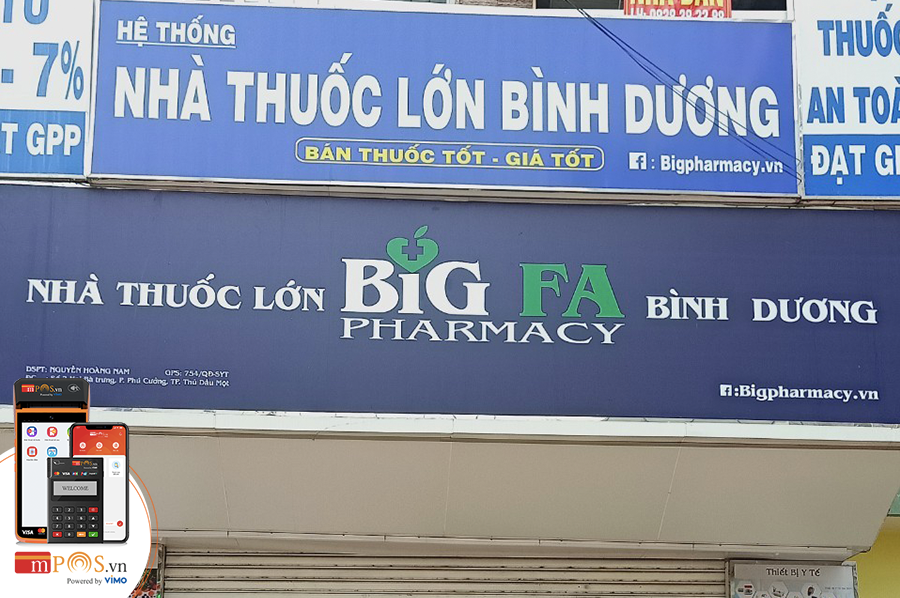 HỆ THỐNG
NHÀ THUỐC LỚN BÌNH DƯƠNG
BÁN THUỐC TỐT - GIÁ TỐT
f : Bigpharmacy.vn
- 7%
GPP
THUỐC
AN TOÀ
ĐẠT G
NHÀ THUỐC LỚN BiG FA BÌNH DƯƠNG
PHARMACY
DSPT: NGUYỄN HOÀNG NAM GPS: 754/QĐ-SYT
Bà trưng, P. Phú Cường, TP. Thủ Dầu Một
f:Bigpharmacy.vn
mPOS.vn
WELCOME
VISA
mPOS.vn
Powered by VIMO
Thiết Bị Y Tế